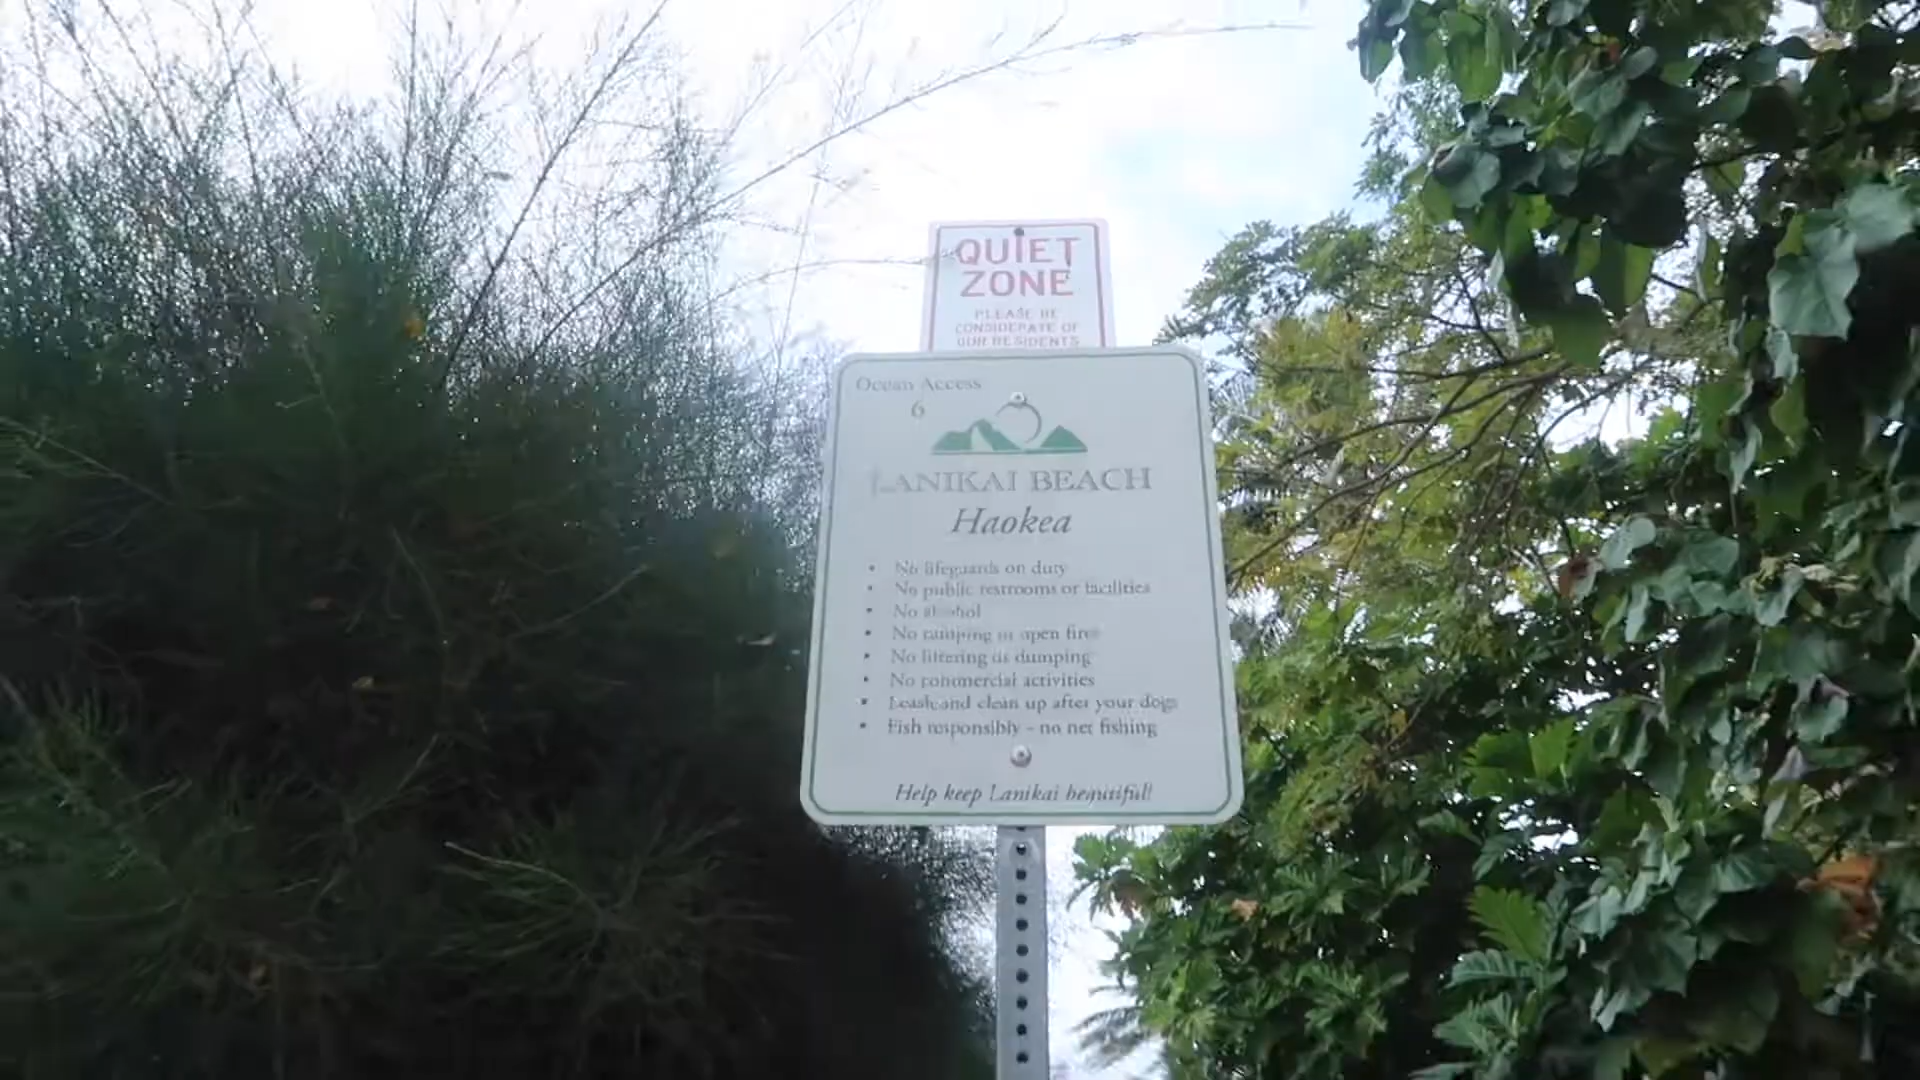 QUIET
ZONE
PLEASE BE
CONSIDERATE OF
OUR RESIDENTS
Ocean Access
6
LANIKAI BEACH
Haokea
• No lifeguards on duty
• No public restrooms or facilities
• No alcohol
• No camping or open fires
• No littering or dumping
• No commercial activities
• Leash and clean up after your dogs
• Fish responsibly - no net fishing
Help keep Lanikai beautiful!